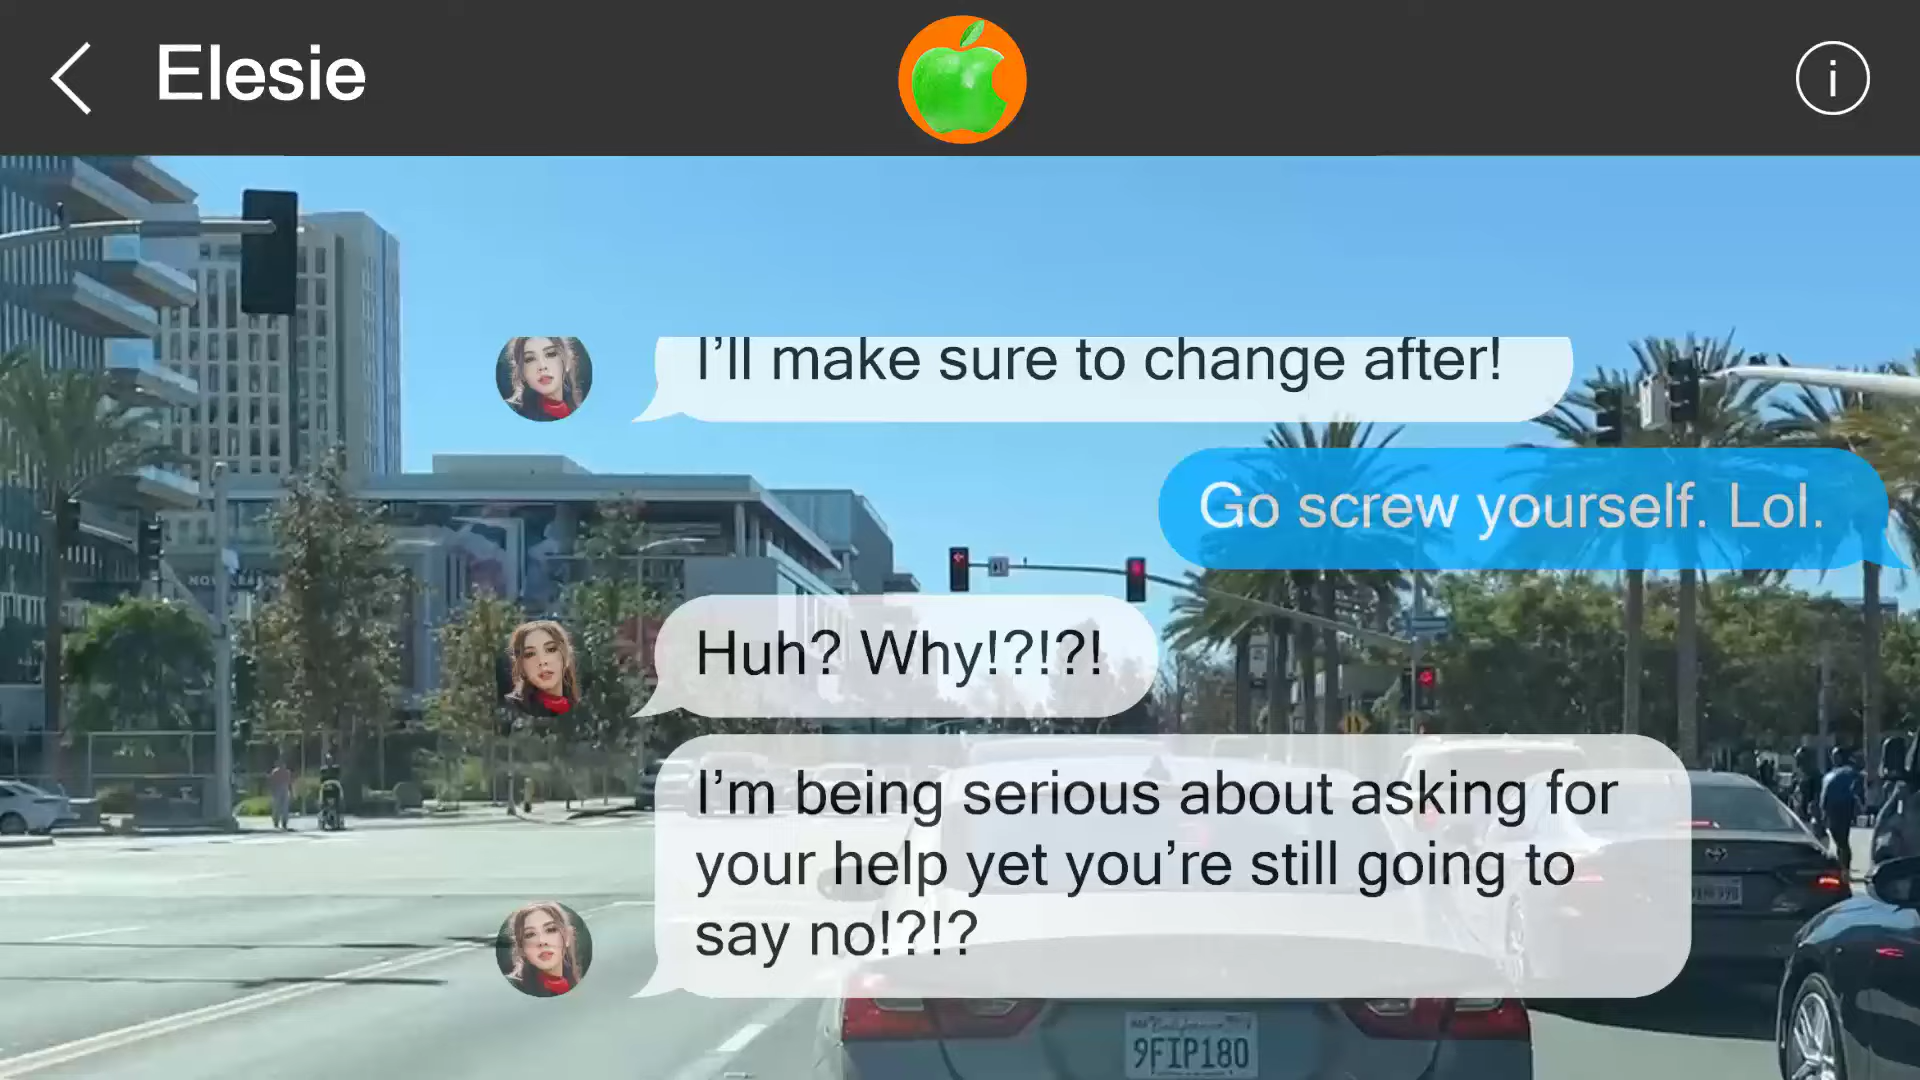 Elesie
i
I’ll make sure to change after!
Go screw yourself. Lol.
Huh? Why!?!?!
I’m being serious about asking for
your help yet you’re still going to
say no!?!?
California
9FIP180